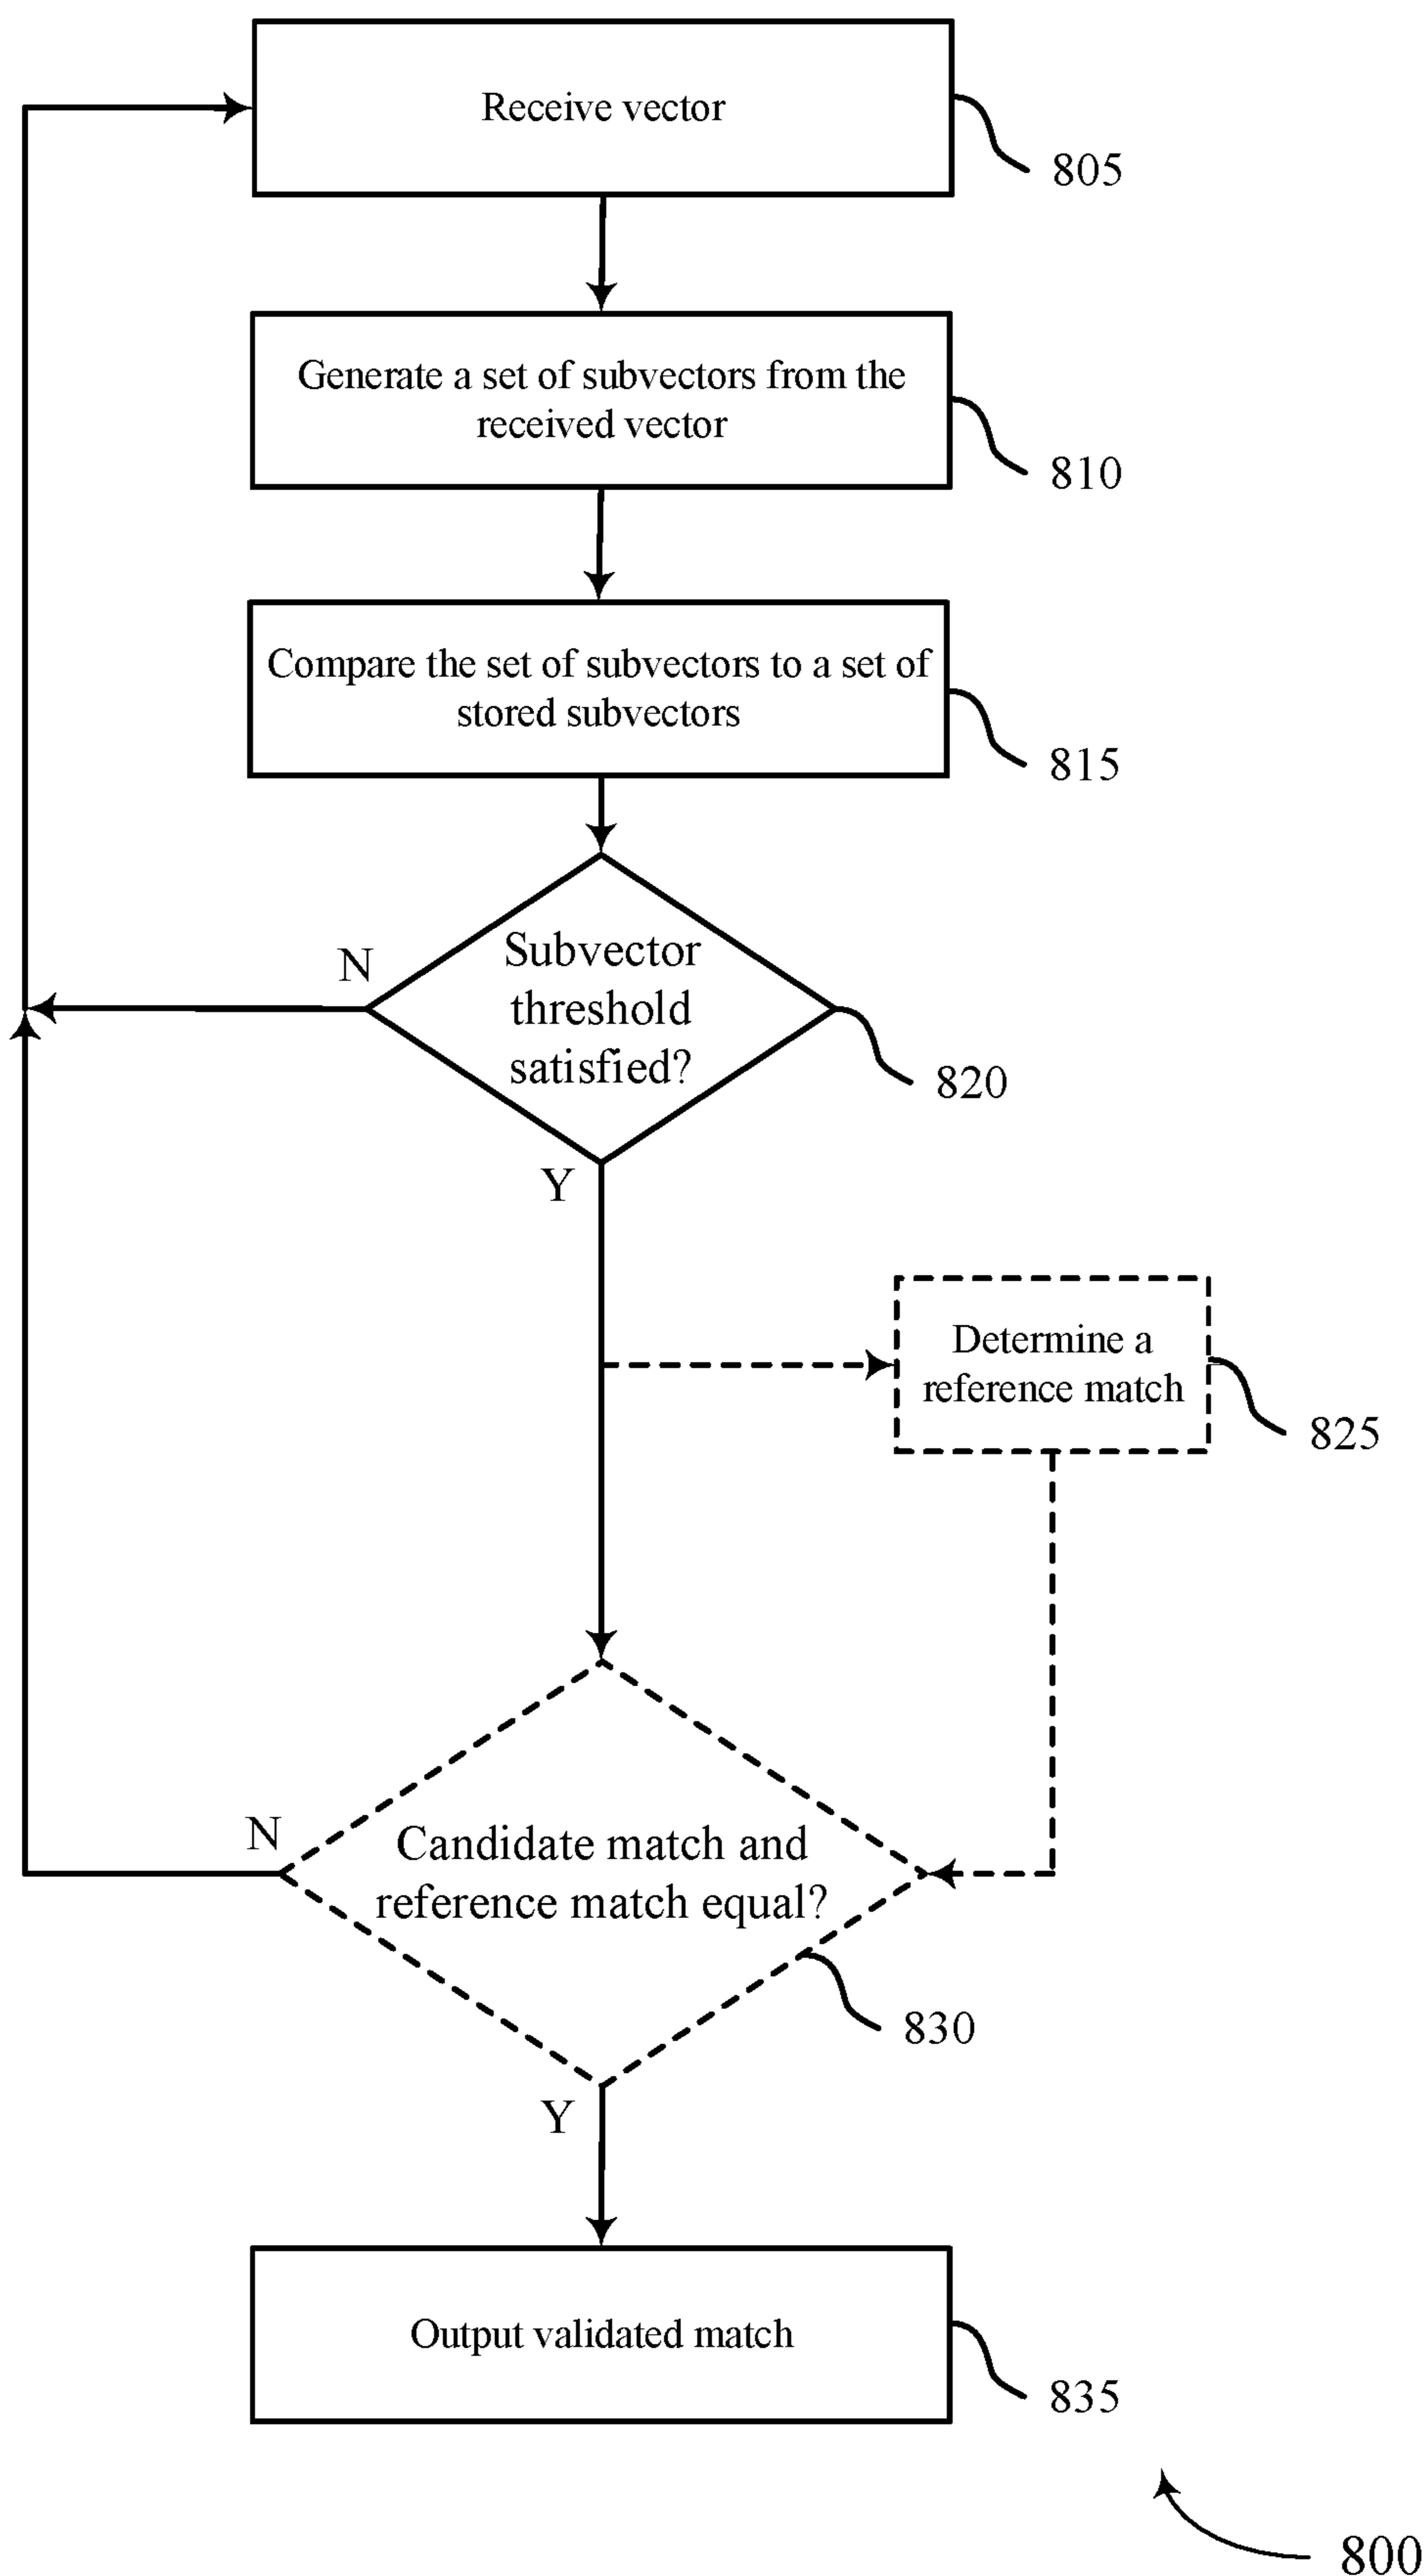 Receive vector
805
Generate a set of subvectors from the
received vector
810
Compare the set of subvectors to a set of
stored subvectors
815
N
Subvector
threshold
satisfied?
820
Y
Determine a
reference match
825
N
Candidate match and
reference match equal?
830
Y
Output validated match
835
800